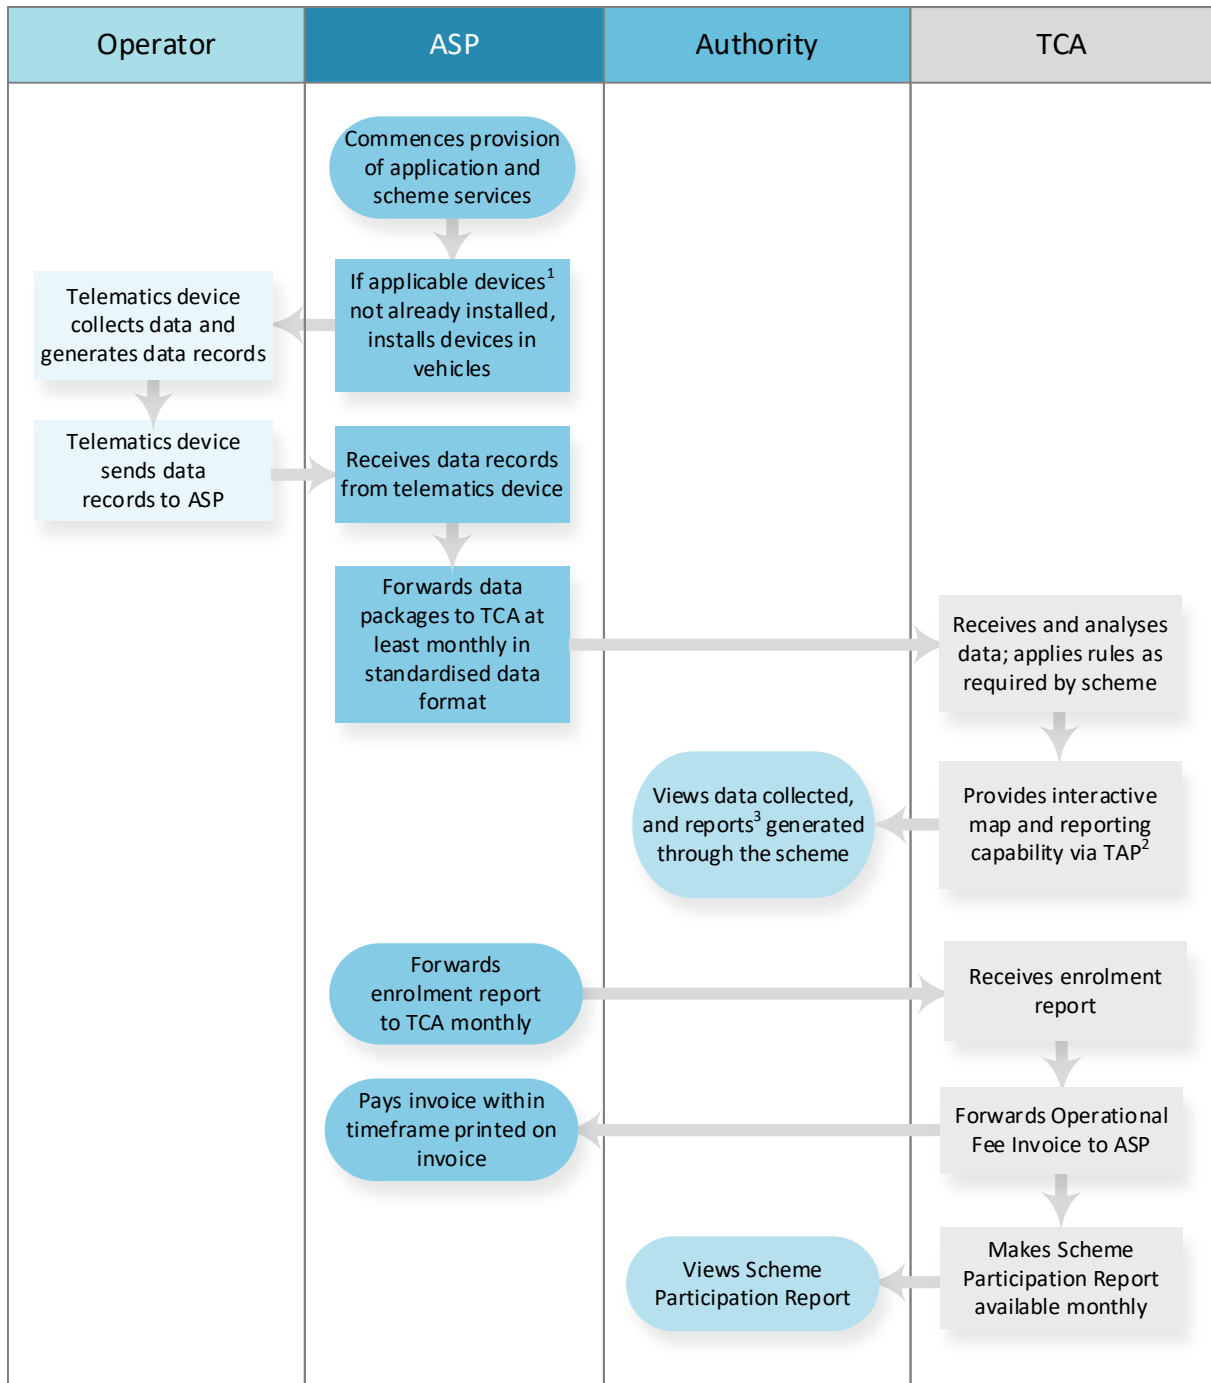 Operator
ASP
Authority
TCA
Commences provision
of application and
scheme services
If applicable devices1
not already installed,
installs devices in
vehicles
Telematics device
collects data and
generates data records
Telematics device
sends data
records to ASP
Receives data records
from telematics device
Forwards data
packages to TCA at
least monthly in
standardised data
format
Receives and analyses
data; applies rules as
required by scheme
Provides interactive
map and reporting
capability via TAP2
Views data collected,
and reports3 generated
through the scheme
Forwards
enrolment report
to TCA monthly
Receives enrolment
report
Forwards Operational
Fee Invoice to ASP
Pays invoice within
timeframe printed on
invoice
Makes Scheme
Participation Report
available monthly
Views Scheme
Participation Report